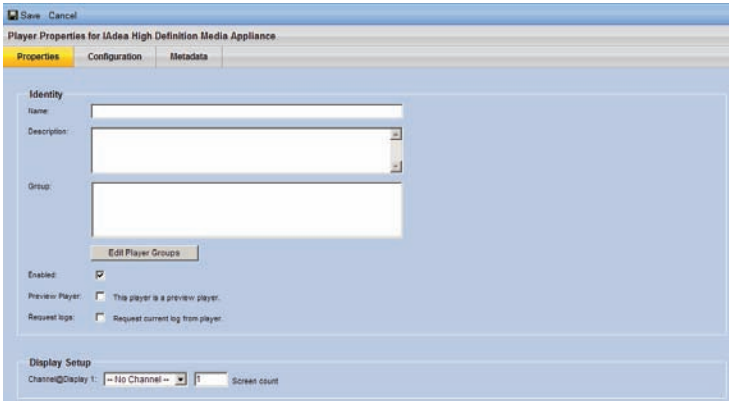 Save Cancel
Player Properties for IAdea High Definition Media Appliance
Properties Configuration Metadata
Identity
Name:
Description:
Group:
Edit Player Groups
Enabled:
Preview Player: This player is a preview player.
Request logs: Request current log from player.
Display Setup
Channel@Display 1: -- No Channel -- 1 Screen count